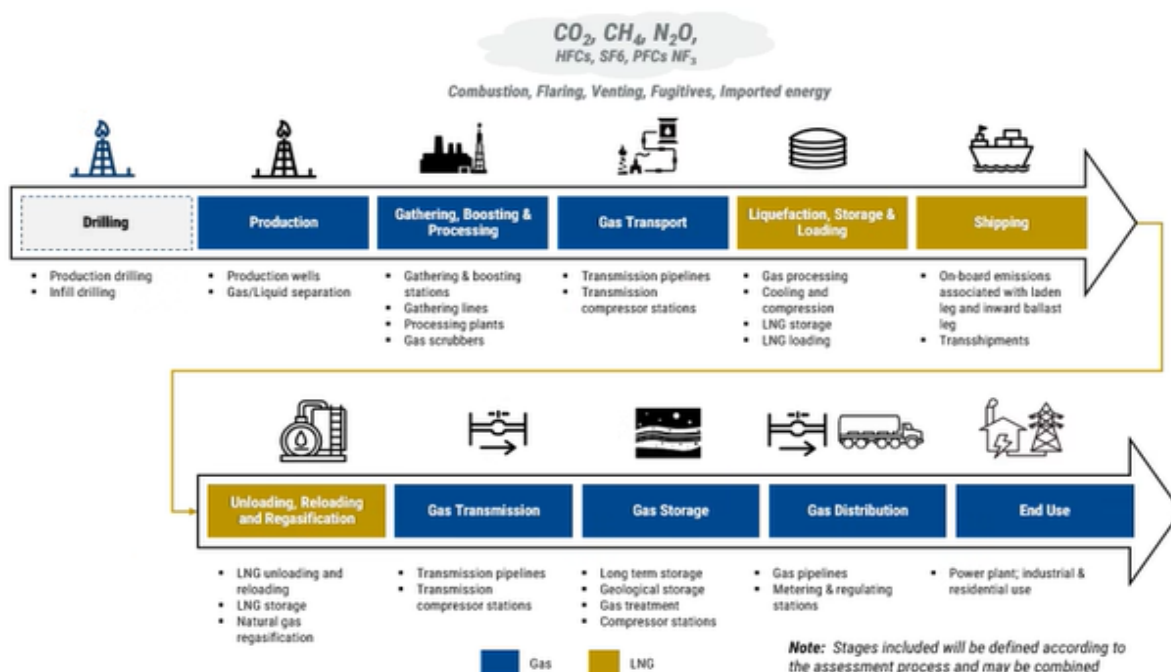 CO₂, CH₄, N₂O,
HFCs, SF6, PFCs NF₃
Combustion, Flaring, Venting, Fugitives, Imported energy
Drilling
Production
Gathering, Boosting &
Processing
Gas Transport
Liquefaction, Storage &
Loading
Shipping
▪ Production drilling
▪ Infill drilling
▪ Production wells
▪ Gas/Liquid separation
▪ Gathering & boosting
stations
▪ Gathering lines
▪ Processing plants
▪ Gas scrubbers
▪ Transmission pipelines
▪ Transmission
compressor stations
▪ Gas processing
▪ Cooling and
compression
▪ LNG storage
▪ LNG loading
▪ On-board emissions
associated with laden
leg and inward ballast
leg
▪ Transshipments
Unloading, Reloading
and Regasification
Gas Transmission
Gas Storage
Gas Distribution
End Use
▪ LNG unloading and
reloading
▪ LNG storage
▪ Natural gas
regasification
▪ Transmission pipelines
▪ Transmission
compressor stations
▪ Long term storage
▪ Geological storage
▪ Gas treatment
▪ Compressor stations
▪ Gas pipelines
▪ Metering & regulating
stations
▪ Power plant; industrial &
residential use
Gas
LNG
Note: Stages included will be defined according to
the assessment process and may be combined